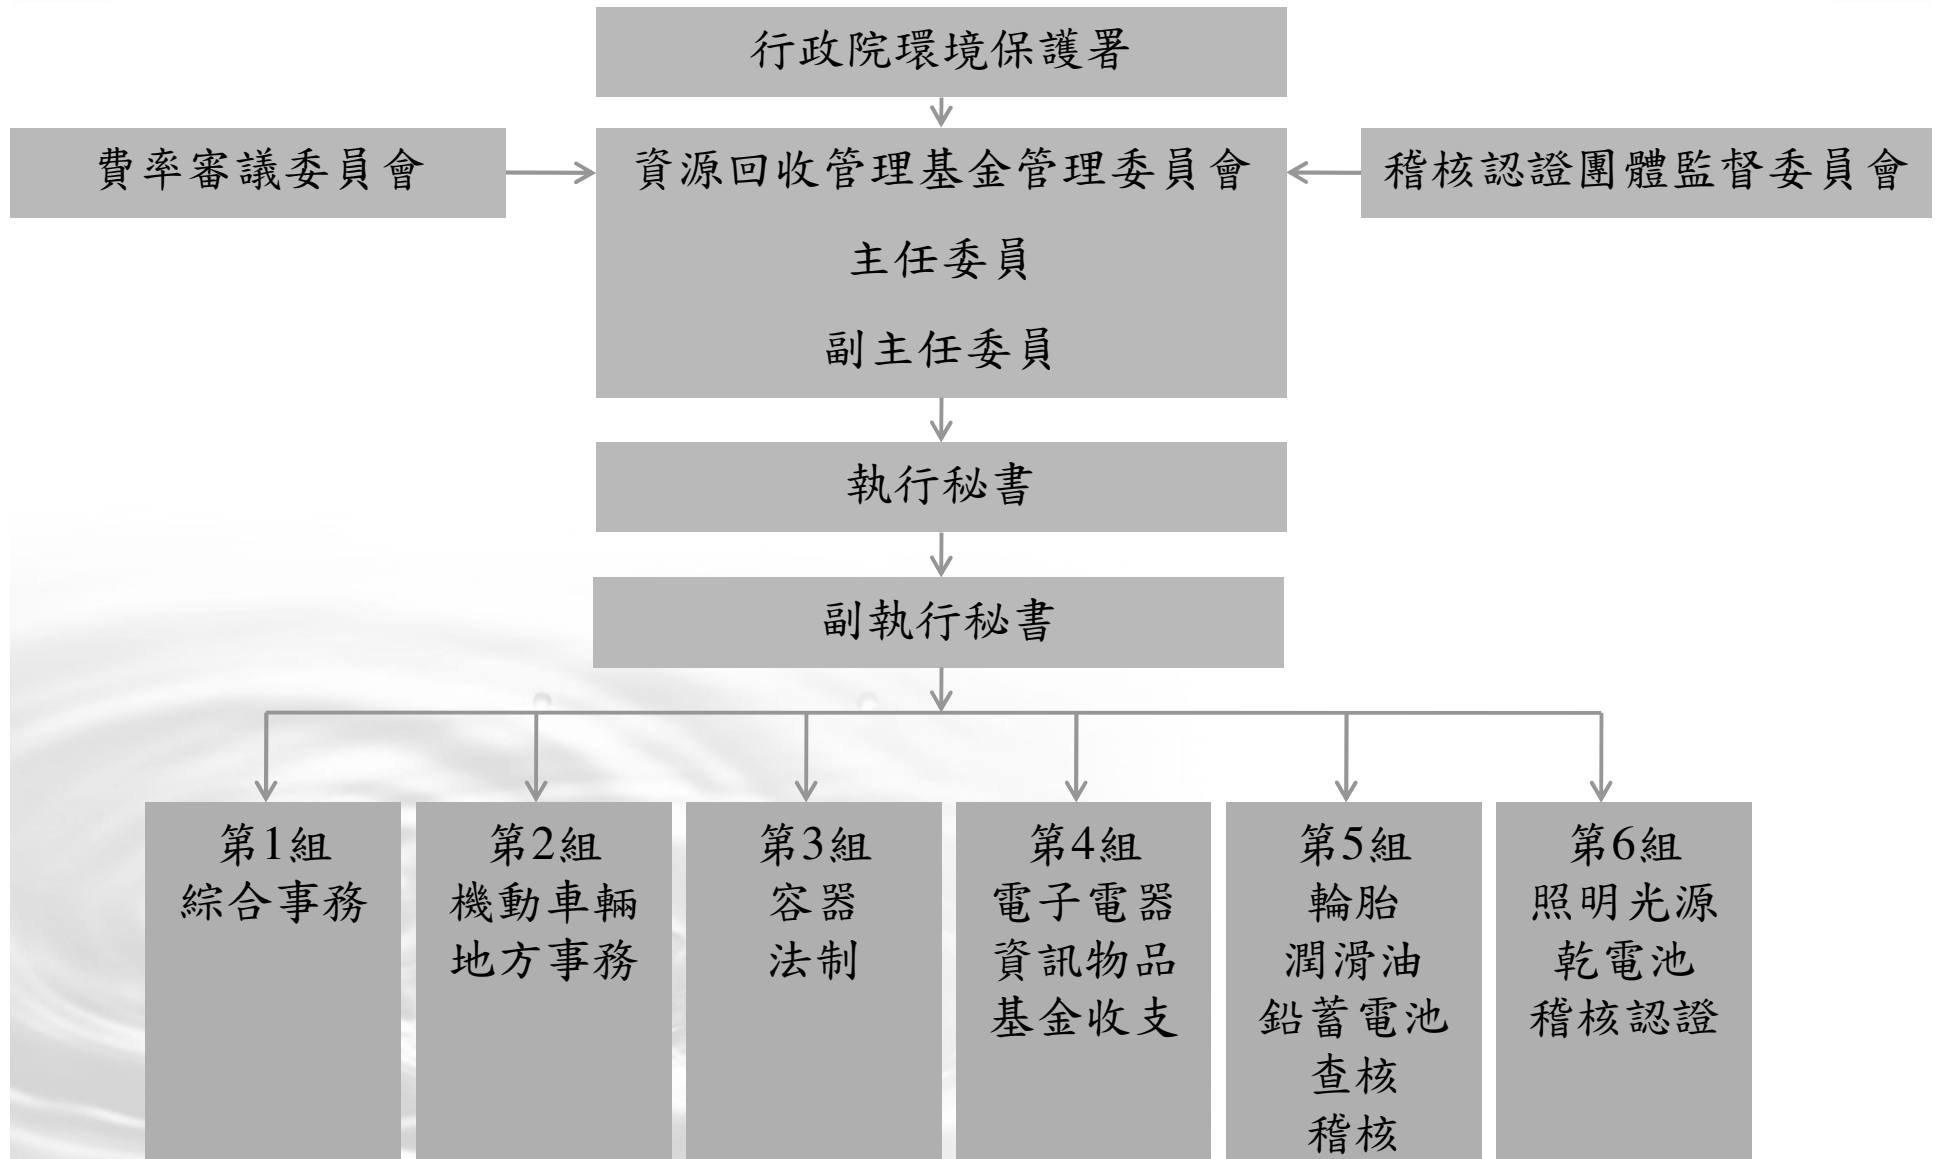 行政院環境保護署
費率審議委員會
資源回收管理基金管理委員會
主任委員
副主任委員
稽核認證團體監督委員會
執行秘書
副執行秘書
第1組
綜合事務
第2組
機動車輛
地方事務
第3組
容器
法制
第4組
電子電器
資訊物品
基金收支
第5組
輪胎
潤滑油
鉛蓄電池
查核
稽核
第6組
照明光源
乾電池
稽核認證